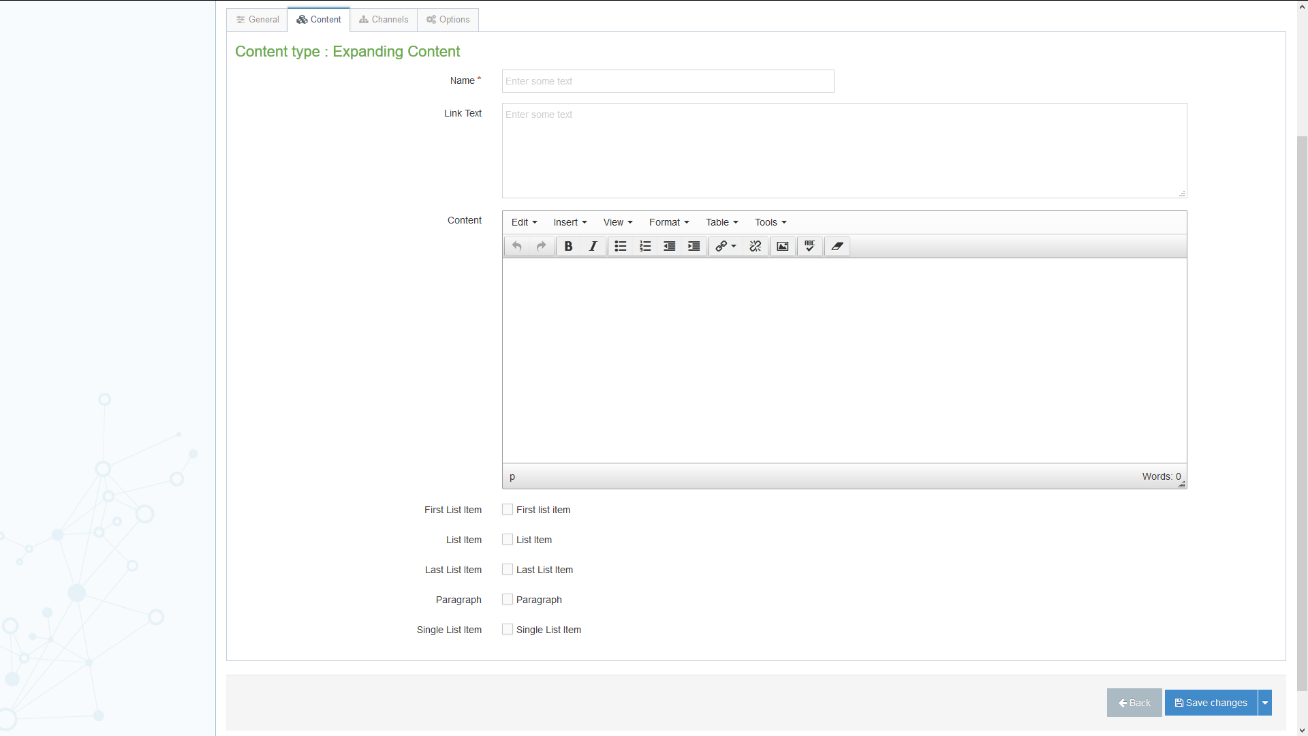 General Content Channels Options
Content type : Expanding Content
Name *
Enter some text
Link Text
Enter some text
Content
Edit Insert View Format Table Tools
B I ABC
p Words: 0
First List Item First list item
List Item List Item
Last List Item Last List Item
Paragraph Paragraph
Single List Item Single List Item
Back Save changes